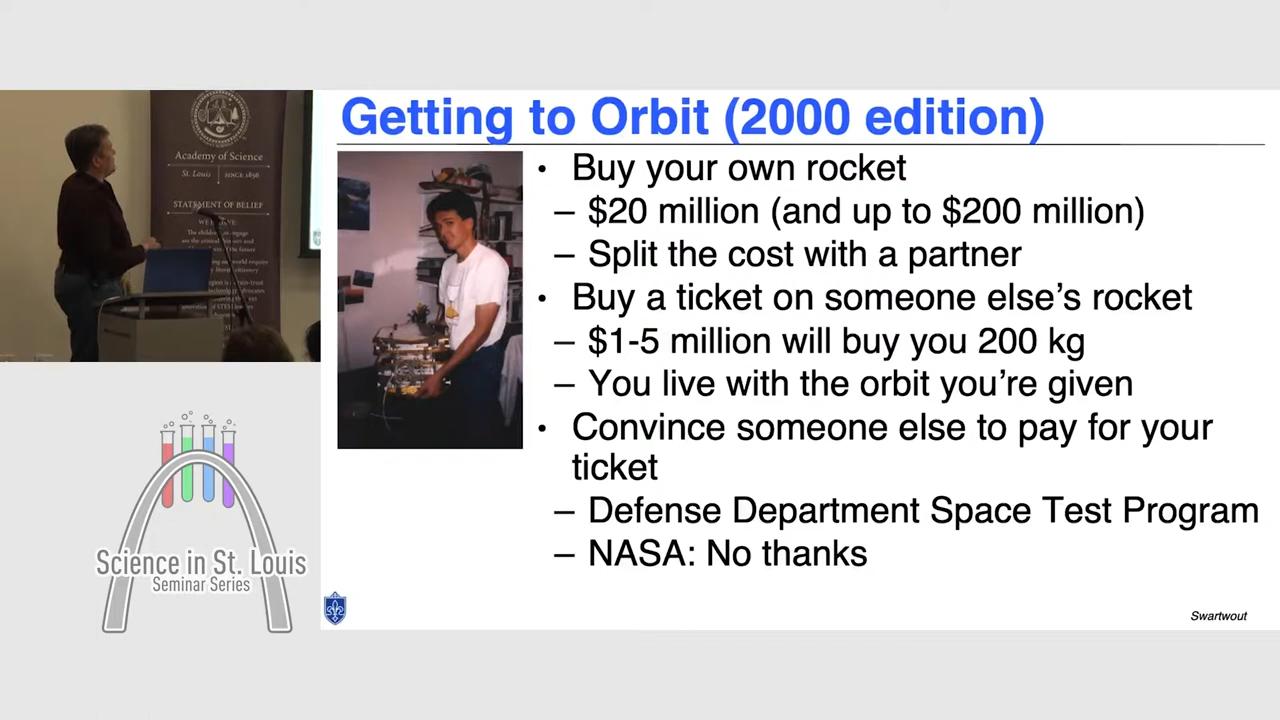 Getting to Orbit (2000 edition)
• Buy your own rocket
– $20 million (and up to $200 million)
– Split the cost with a partner
• Buy a ticket on someone else's rocket
– $1-5 million will buy you 200 kg
– You live with the orbit you're given
• Convince someone else to pay for your
ticket
– Defense Department Space Test Program
– NASA: No thanks
Swartwout
Academy of Science
St. Louis SINCE 1856
STATEMENT OF BELIEF
Science in St. Louis
Seminar Series